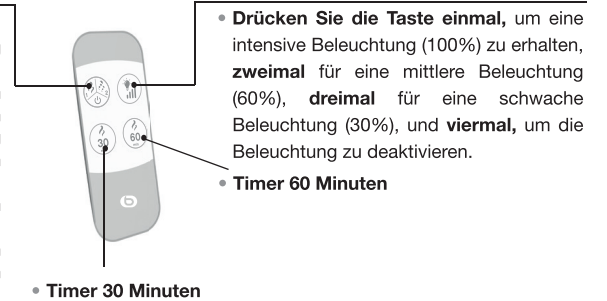 • Drücken Sie die Taste einmal, um eine
intensive Beleuchtung (100%) zu erhalten,
zweimal für eine mittlere Beleuchtung
(60%), dreimal für eine schwache
Beleuchtung (30%), und viermal, um die
Beleuchtung zu deaktivieren.
30
60
• Timer 60 Minuten
• Timer 30 Minuten